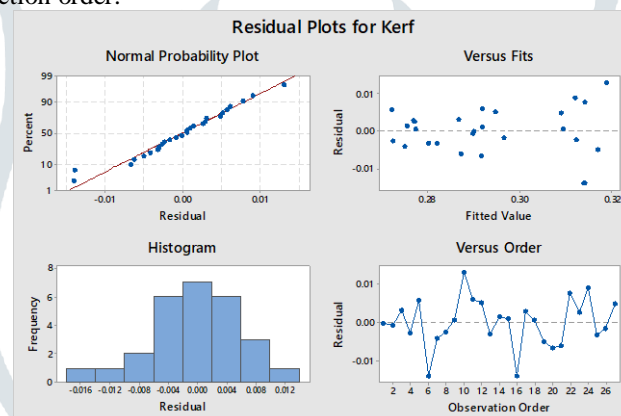 ction order.
Residual Plots for Kerf
Normal Probability Plot
Versus Fits
99
90
50
10
1
Percent
-0.01 0.00 0.01
Residual
0.01
0.00
-0.01
Residual
0.28 0.30 0.32
Fitted Value
Histogram
Versus Order
8
6
4
2
0
Frequency
-0.016 -0.012 -0.008 -0.004 0.000 0.004 0.008 0.012
Residual
0.01
0.00
-0.01
Residual
2 4 6 8 10 12 14 16 18 20 22 24 26
Observation Order